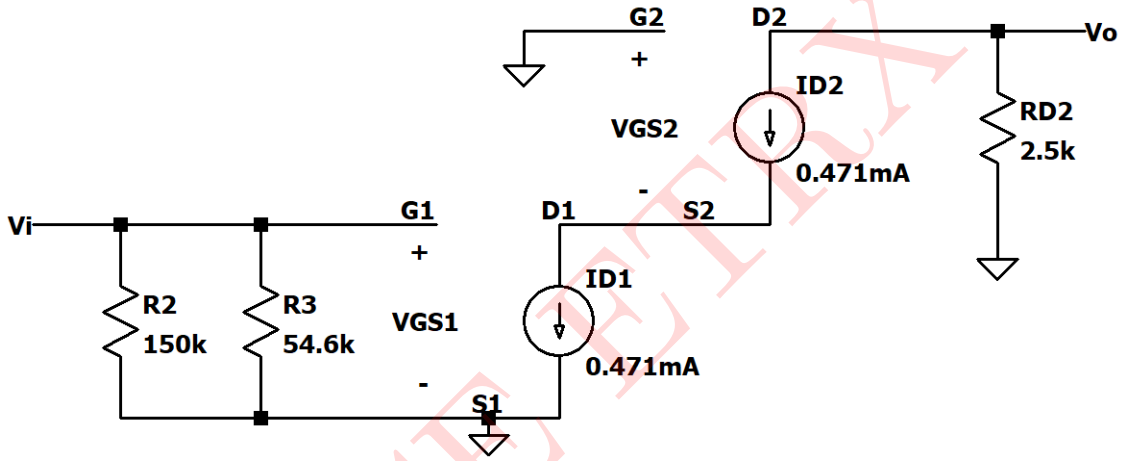 G2
D2
Vo
+
ID2
RD2
VGS2
2.5k
0.471mA
-
Vi
G1
D1
S2
+
ID1
R2
R3
VGS1
150k
54.6k
0.471mA
-
S1
E ETRX